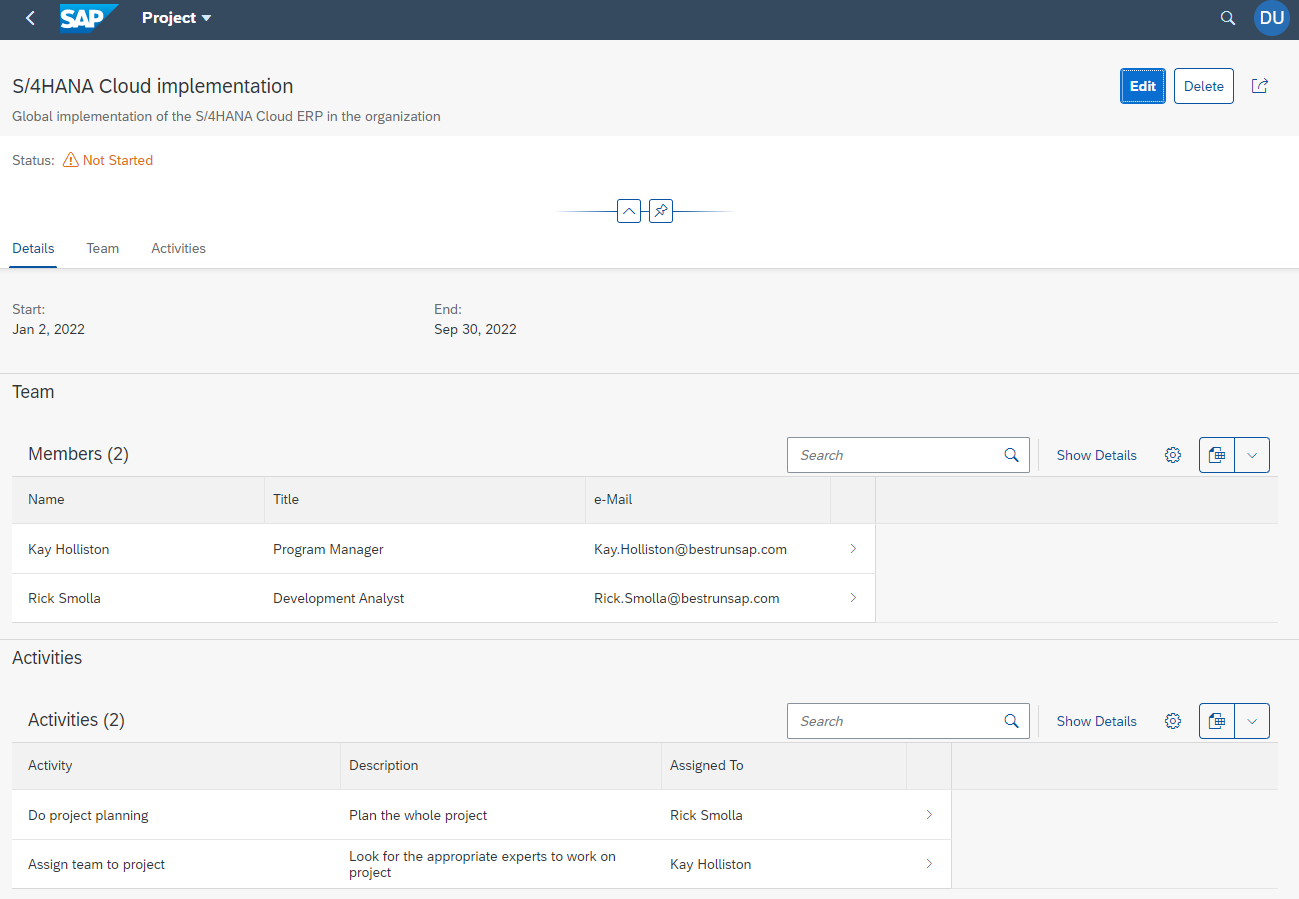 SAP Project
DU
S/4HANA Cloud implementation
Edit Delete
Global implementation of the S/4HANA Cloud ERP in the organization
Status: Not Started
Details Team Activities
Start: End:
Jan 2, 2022 Sep 30, 2022
Team
Members (2) Search Show Details
Name Title e-Mail
Kay Holliston Program Manager Kay.Holliston@bestrunsap.com
Rick Smolla Development Analyst Rick.Smolla@bestrunsap.com
Activities
Activities (2) Search Show Details
Activity Description Assigned To
Do project planning Plan the whole project Rick Smolla
Assign team to project Look for the appropriate experts to work on Kay Holliston
project